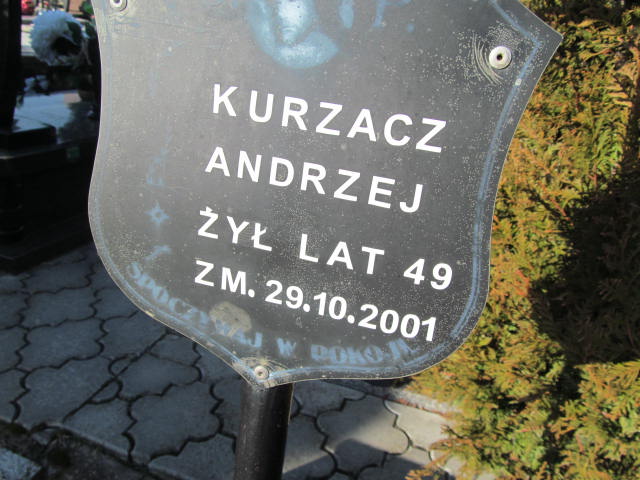 KURZACZ
ANDRZEJ
ŻYŁ LAT 49
ZM. 29.10.2001
SPOCZYWAJ W POKOJU